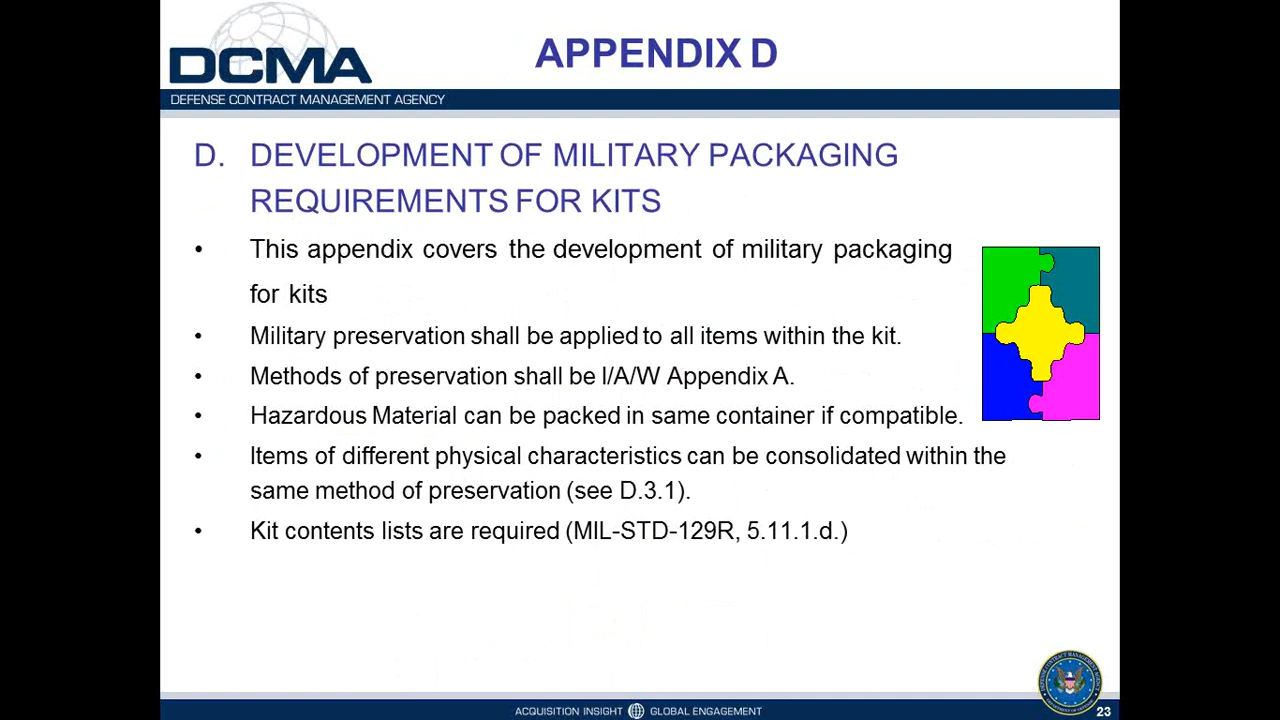 DCMA
DEFENSE CONTRACT MANAGEMENT AGENCY
APPENDIX D
D. DEVELOPMENT OF MILITARY PACKAGING
REQUIREMENTS FOR KITS
• This appendix covers the development of military packaging
for kits
• Military preservation shall be applied to all items within the kit.
• Methods of preservation shall be I/A/W Appendix A.
• Hazardous Material can be packed in same container if compatible.
• Items of different physical characteristics can be consolidated within the
same method of preservation (see D.3.1).
• Kit contents lists are required (MIL-STD-129R, 5.11.1.d.)
ACQUISITION INSIGHT GLOBAL ENGAGEMENT
23